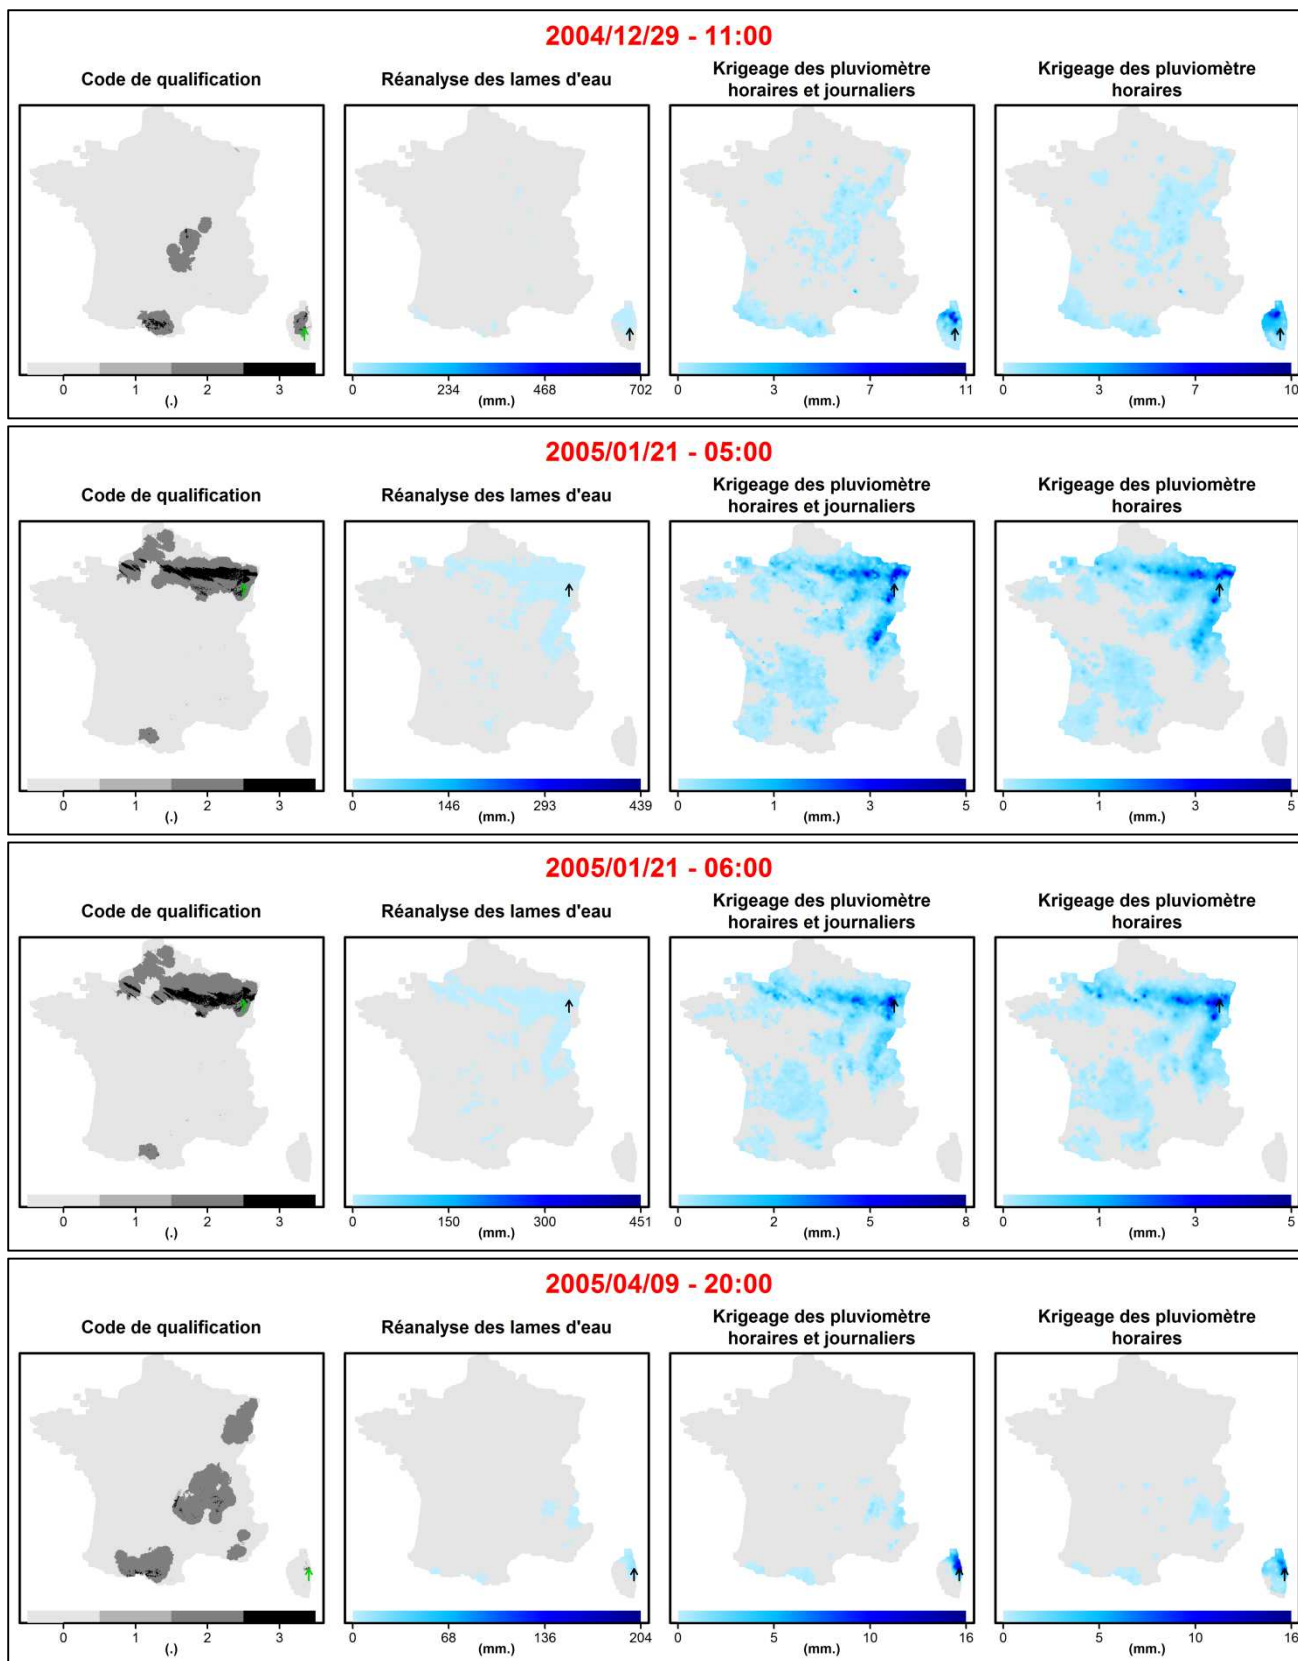 2004/12/29 - 11:00
Code de qualification
Réanalyse des lames d'eau
Krigeage des pluviomètre
horaires et journaliers
Krigeage des pluviomètre
horaires
0 1 2 3
(.)
0 234 468 702
(mm.)
0 3 7 11
(mm.)
0 3 7 10
(mm.)
2005/01/21 - 05:00
Code de qualification
Réanalyse des lames d'eau
Krigeage des pluviomètre
horaires et journaliers
Krigeage des pluviomètre
horaires
0 1 2 3
(.)
0 146 293 439
(mm.)
0 1 3 5
(mm.)
0 1 3 5
(mm.)
2005/01/21 - 06:00
Code de qualification
Réanalyse des lames d'eau
Krigeage des pluviomètre
horaires et journaliers
Krigeage des pluviomètre
horaires
0 1 2 3
(.)
0 150 300 451
(mm.)
0 2 5 8
(mm.)
0 1 3 5
(mm.)
2005/04/09 - 20:00
Code de qualification
Réanalyse des lames d'eau
Krigeage des pluviomètre
horaires et journaliers
Krigeage des pluviomètre
horaires
0 1 2 3
(.)
0 68 136 204
(mm.)
0 5 10 16
(mm.)
0 5 10 16
(mm.)